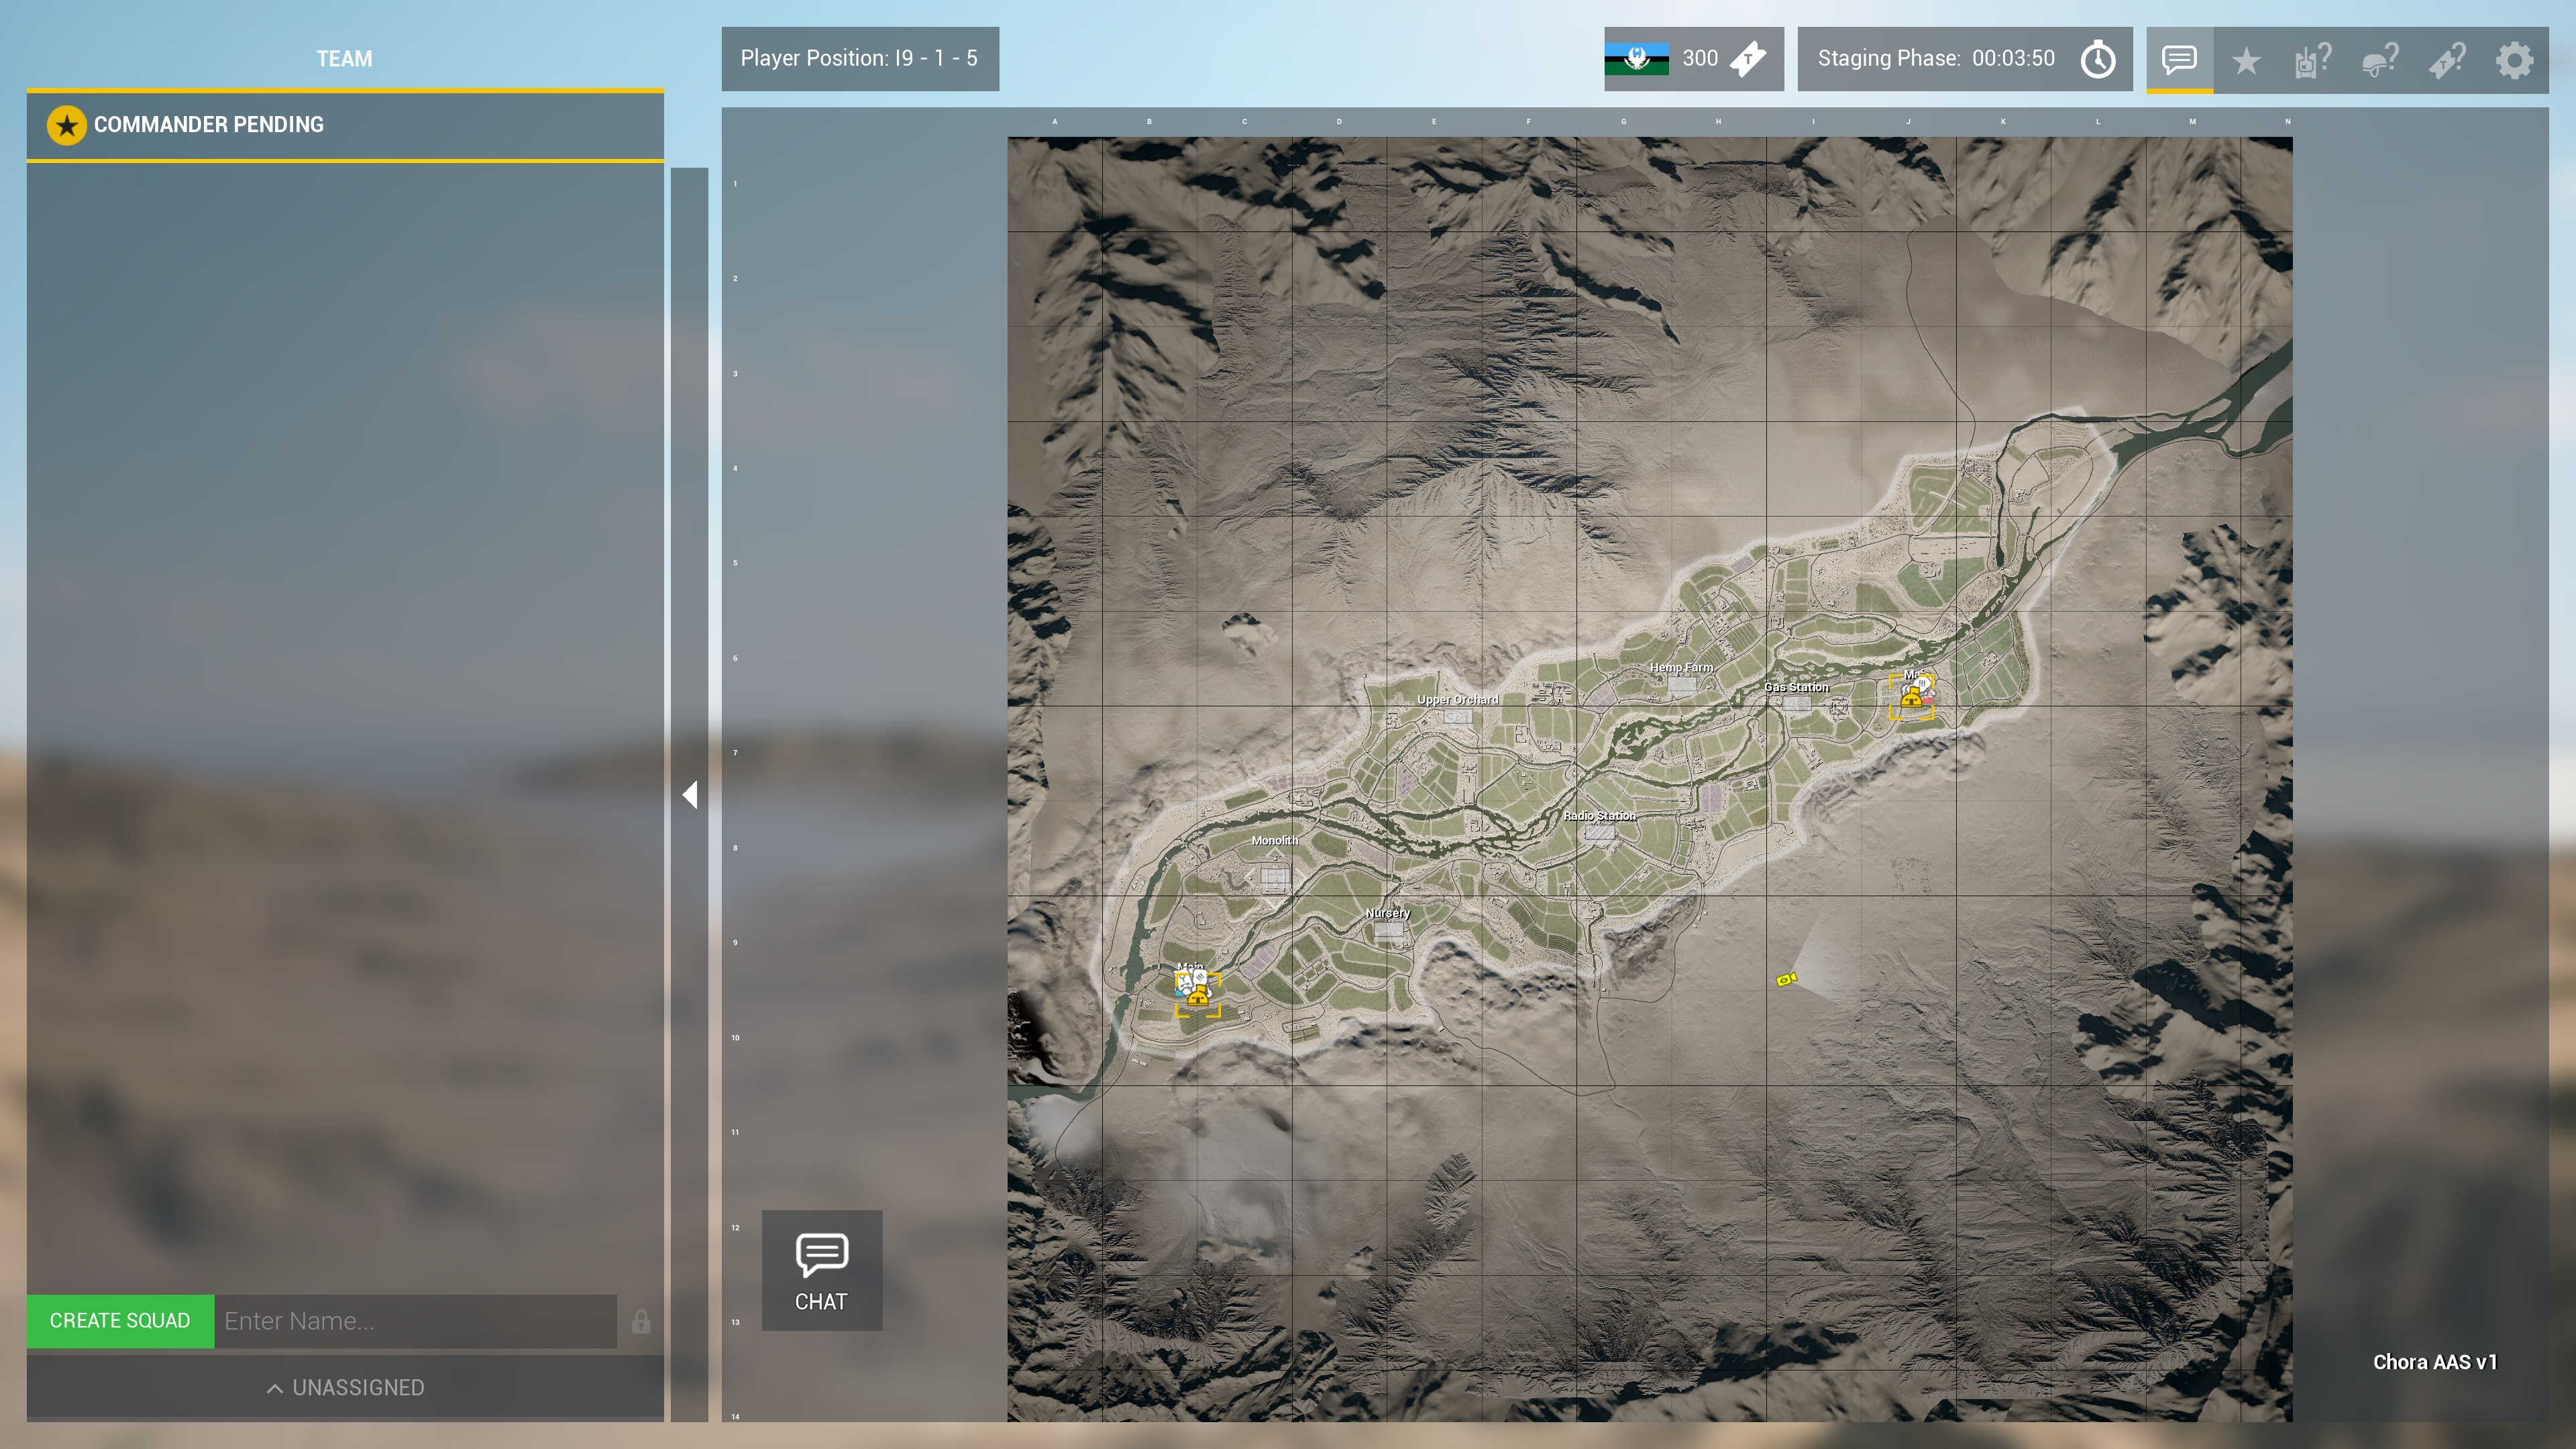 TEAM
Player Position: I9 - 1 - 5
300
Staging Phase: 00:03:50
COMMANDER PENDING
A B C D E F G H I J K L M N
1
2
3
4
5
6
7
8
9
10
11
12
13
14
Hemp Farm
Main
Gas Station
Upper Orchard
Radio Station
Monolith
Nursery
Main
CHAT
CREATE SQUAD
Enter Name...
UNASSIGNED
Chora AAS v1